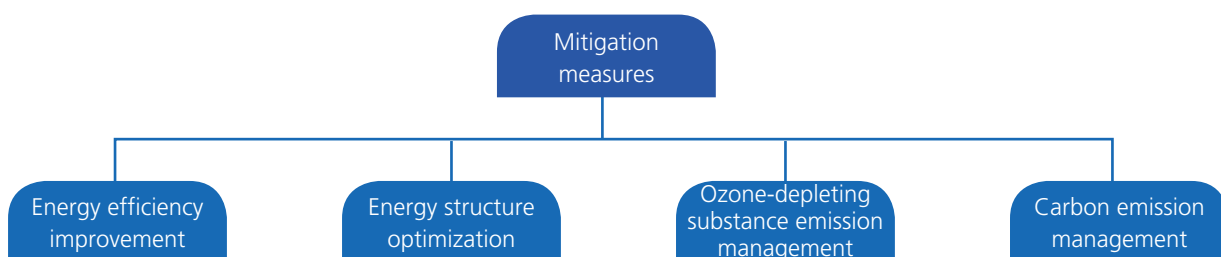 Mitigation
measures
Energy efficiency
improvement
Energy structure
optimization
Ozone-depleting
substance emission
management
Carbon emission
management